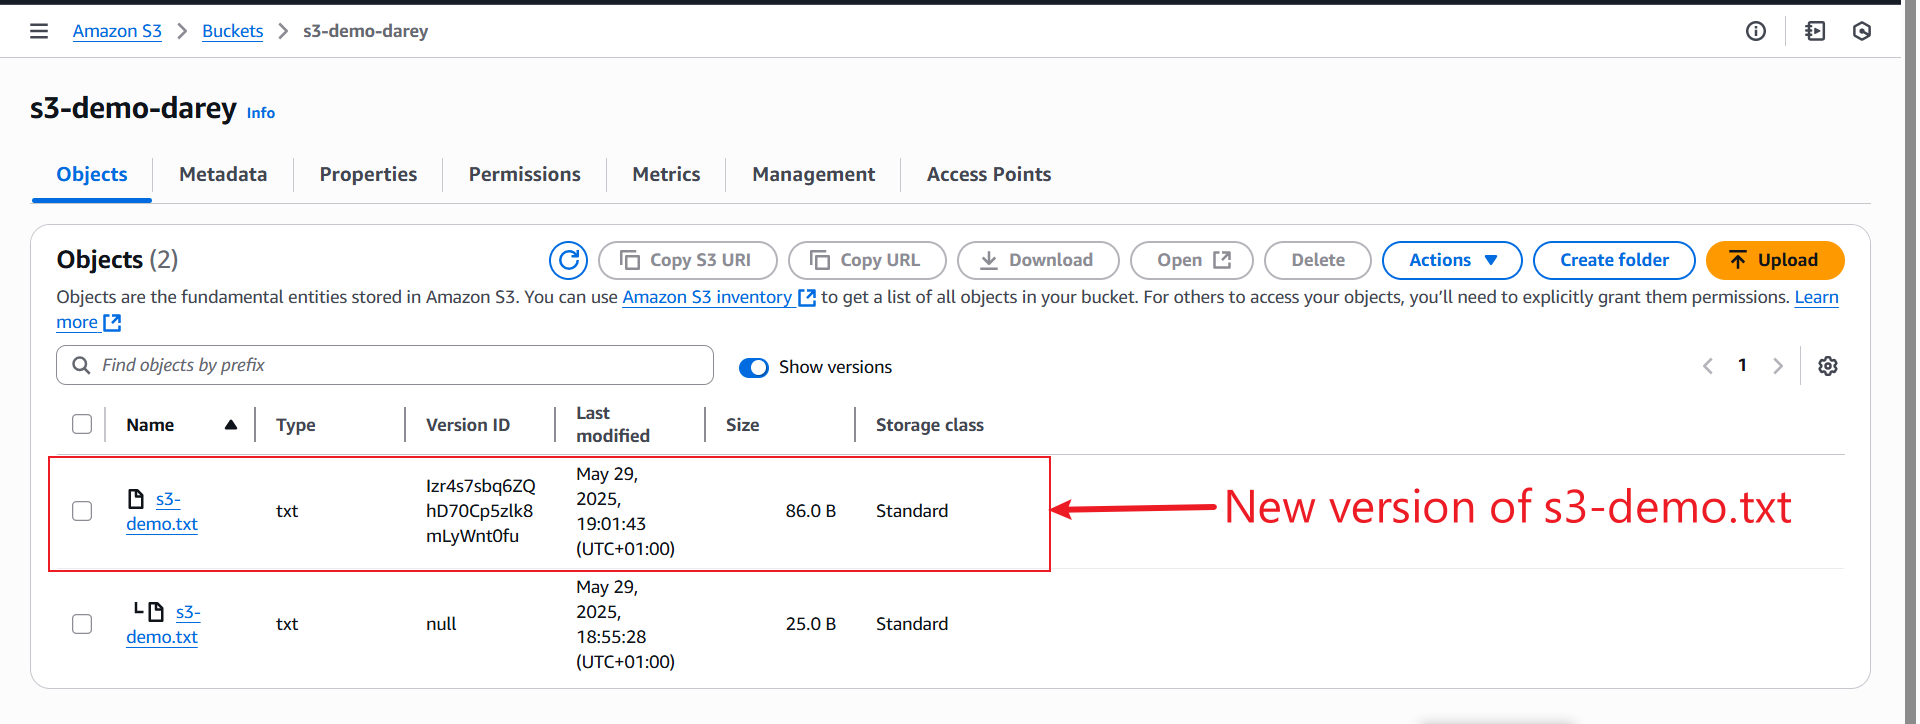 Amazon S3 > Buckets > s3-demo-darey
s3-demo-darey Info
Objects Metadata Properties Permissions Metrics Management Access Points
Objects (2) Copy S3 URI Copy URL Download Open Delete Actions Create folder Upload
Objects are the fundamental entities stored in Amazon S3. You can use Amazon S3 inventory to get a list of all objects in your bucket. For others to access your objects, you’ll need to explicitly grant them permissions. Learn
more
Find objects by prefix Show versions 1
Name Type Version ID Last modified Size Storage class
s3-demo.txt txt Izr4s7sbq6ZQhD70Cp5zlk8mLyWnt0fu May 29, 2025, 19:01:43 (UTC+01:00) 86.0 B Standard
New version of s3-demo.txt
s3-demo.txt txt null May 29, 2025, 18:55:28 (UTC+01:00) 25.0 B Standard